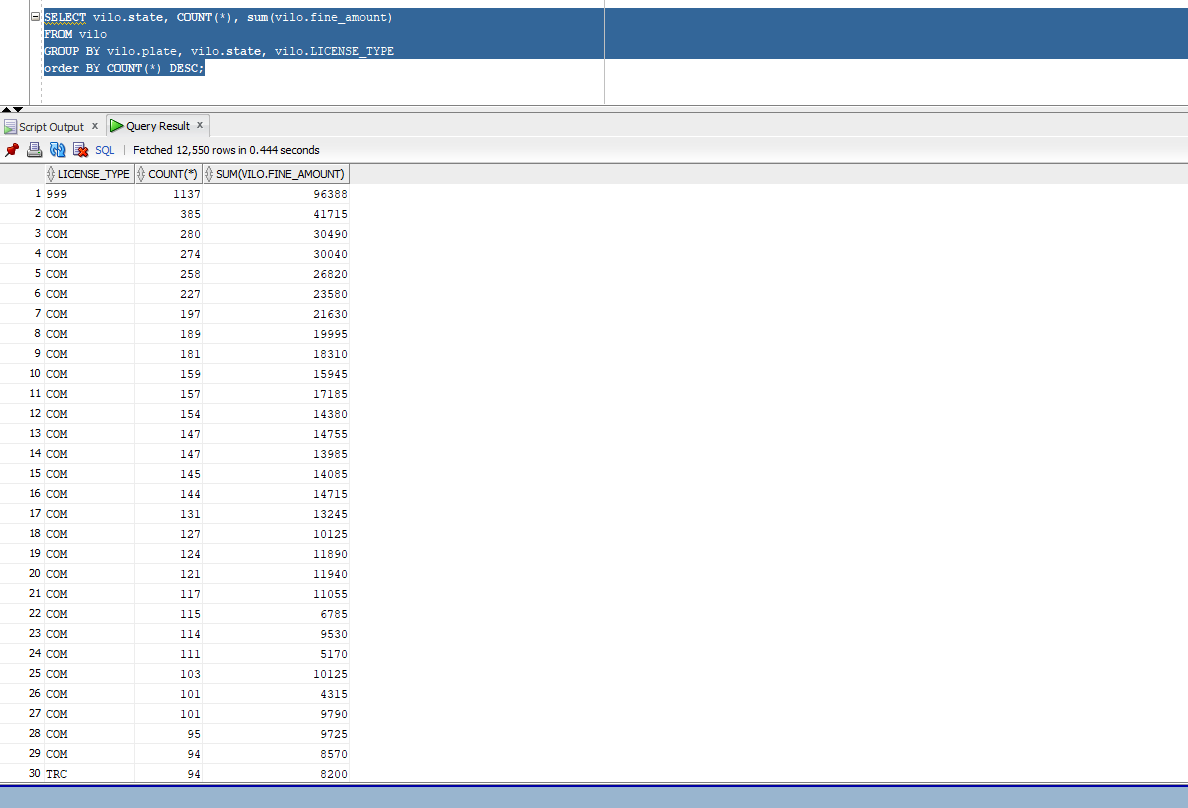 SELECT vilo.state, COUNT(*), sum(vilo.fine_amount)
FROM vilo
GROUP BY vilo.plate, vilo.state, vilo.LICENSE_TYPE
order BY COUNT(*) DESC;
Script Output x Query Result x
SQL | Fetched 12,550 rows in 0.444 seconds
LICENSE_TYPE COUNT(*) SUM(VILO.FINE_AMOUNT)
1 999 1137 96388
2 COM 385 41715
3 COM 280 30490
4 COM 274 30040
5 COM 258 26820
6 COM 227 23580
7 COM 197 21630
8 COM 189 19995
9 COM 181 18310
10 COM 159 15945
11 COM 157 17185
12 COM 154 14380
13 COM 147 14755
14 COM 147 13985
15 COM 145 14085
16 COM 144 14715
17 COM 131 13245
18 COM 127 10125
19 COM 124 11890
20 COM 121 11940
21 COM 117 11055
22 COM 115 6785
23 COM 114 9530
24 COM 111 5170
25 COM 103 10125
26 COM 101 4315
27 COM 101 9790
28 COM 95 9725
29 COM 94 8570
30 TRC 94 8200